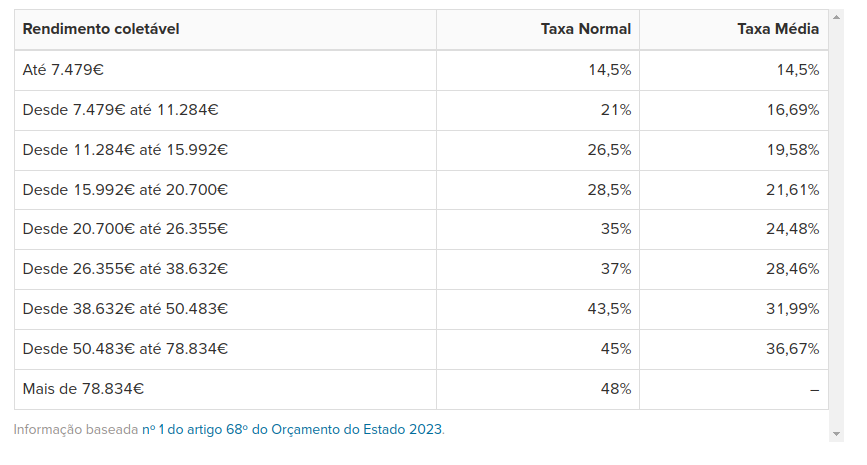 Rendimento coletável Taxa Normal Taxa Média
Até 7.479€ 14,5% 14,5%
Desde 7.479€ até 11.284€ 21% 16,69%
Desde 11.284€ até 15.992€ 26,5% 19,58%
Desde 15.992€ até 20.700€ 28,5% 21,61%
Desde 20.700€ até 26.355€ 35% 24,48%
Desde 26.355€ até 38.632€ 37% 28,46%
Desde 38.632€ até 50.483€ 43,5% 31,99%
Desde 50.483€ até 78.834€ 45% 36,67%
Mais de 78.834€ 48% –
Informação baseada nº 1 do artigo 68º do Orçamento do Estado 2023.